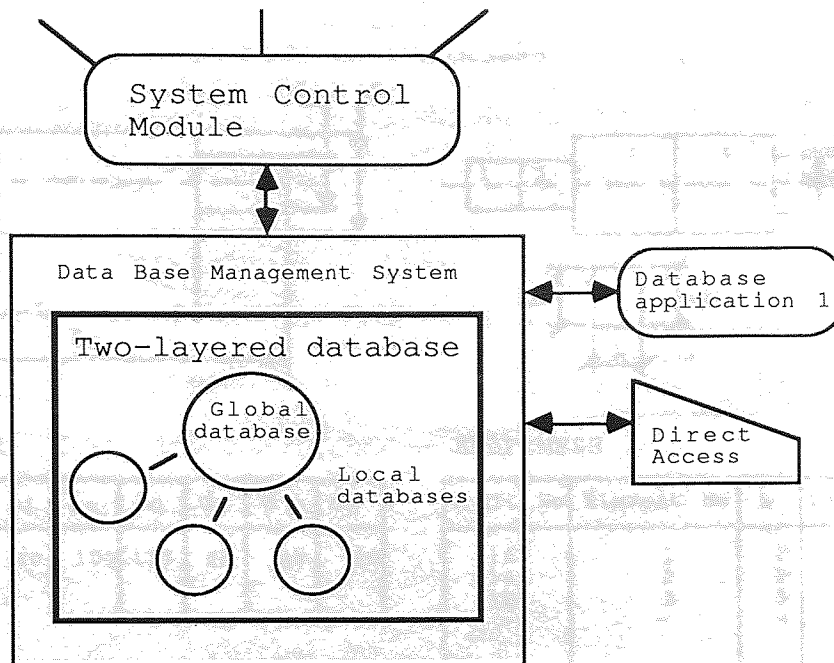 System Control
Module
Data Base Management System
Database
application 1
Two-layered database
Global
database
Direct
Access
Local
databases